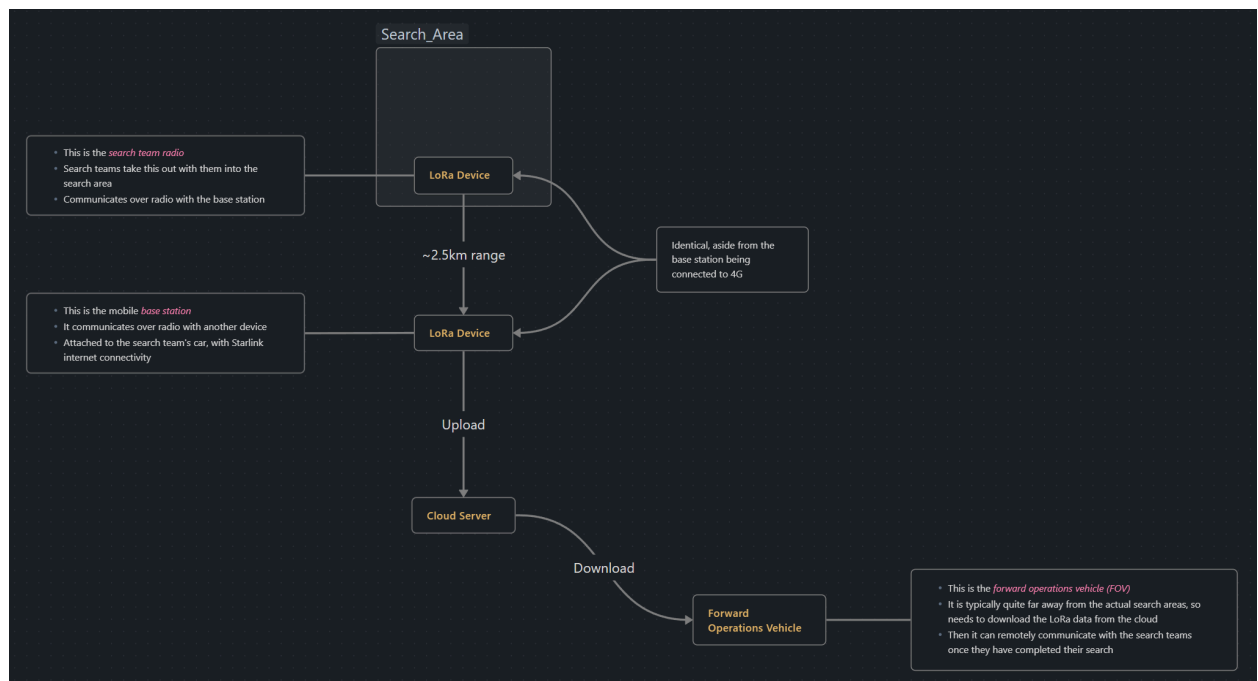 Search_Area
This is the search team radio
Search teams take this out with them into the
search area
Communicates over radio with the base station
LoRa Device
~2.5km range
Identical, aside from the
base station being
connected to 4G
This is the mobile base station
It communicates over radio with another device
Attached to the search team's car, with Starlink
internet connectivity
LoRa Device
Upload
Cloud Server
Download
Forward
Operations Vehicle
This is the forward operations vehicle (FOV)
It is typically quite far away from the actual search areas, so
needs to download the LoRa data from the cloud
Then it can remotely communicate with the search teams
once they have completed their search